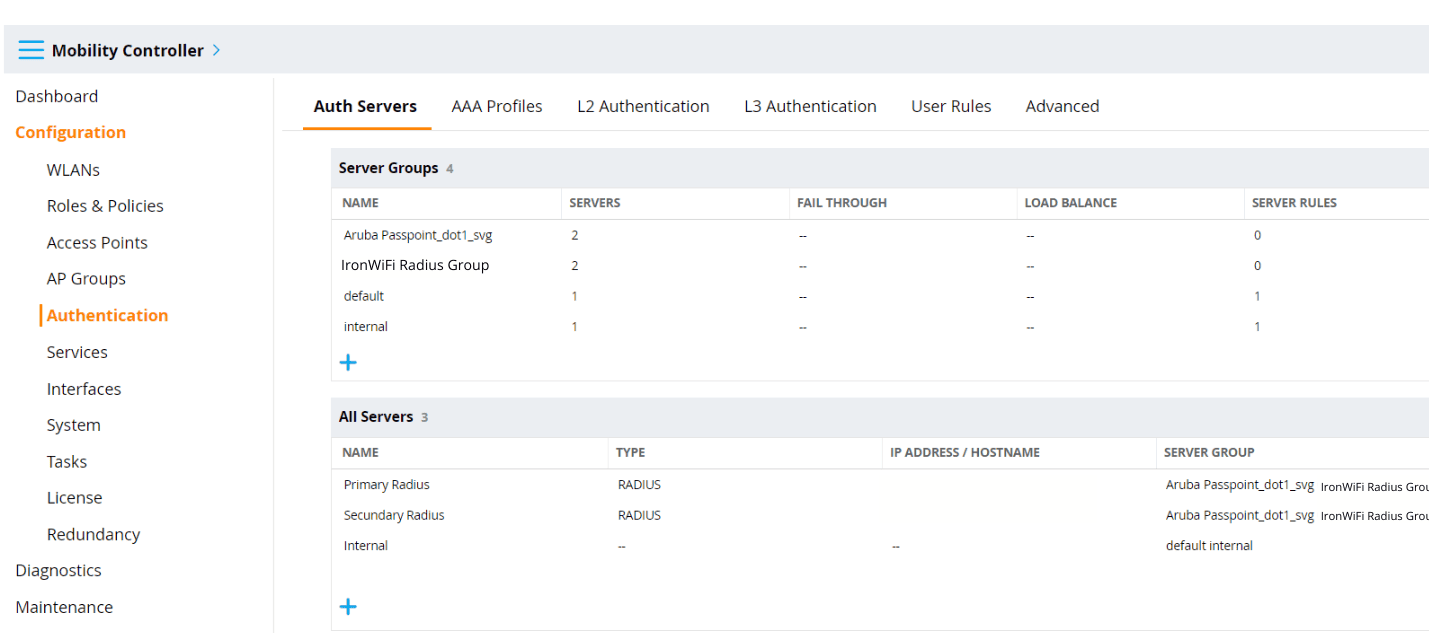 Mobility Controller
Dashboard
Configuration
WLANs
Roles & Policies
Access Points
AP Groups
Authentication
Services
Interfaces
System
Tasks
License
Redundancy
Diagnostics
Maintenance
Auth Servers AAA Profiles L2 Authentication L3 Authentication User Rules Advanced
Server Groups 4
NAME SERVERS FAIL THROUGH LOAD BALANCE SERVER RULES
Aruba Passpoint_dot1_svg 2 -- -- 0
IronWiFi Radius Group 2 -- -- 0
default 1 -- -- 1
internal 1 -- -- 1
All Servers 3
NAME TYPE IP ADDRESS / HOSTNAME SERVER GROUP
Primary Radius RADIUS Aruba Passpoint_dot1_svg IronWiFi Radius Grou
Secundary Radius RADIUS Aruba Passpoint_dot1_svg IronWiFi Radius Grou
Internal -- -- default internal